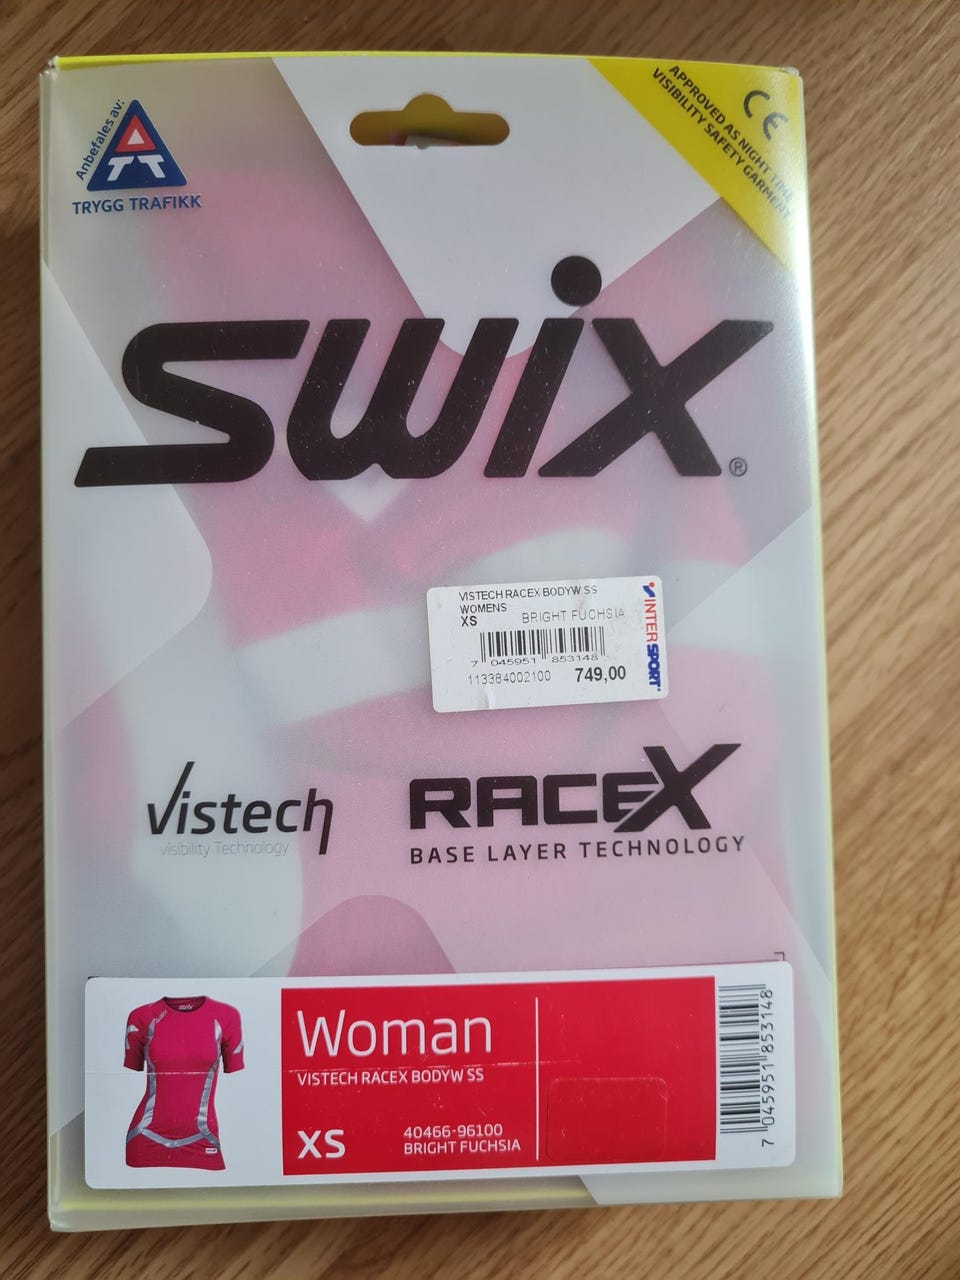 Anbefales av:
TRYGG TRAFIKK
CE
APPROVED AS NIGHT TIME
VISIBILITY SAFETY GARMENT
SWIX®
VISTECH RACEX BODYW SS
WOMENS
XS BRIGHT FUCHSIA
7 045951 853148
113384002100 749,00
INTERSPORT
Vistech
visibility Technology
RACEX
BASE LAYER TECHNOLOGY
Woman
VISTECH RACEX BODYW SS
XS
40466-96100
BRIGHT FUCHSIA
7 045951 853148